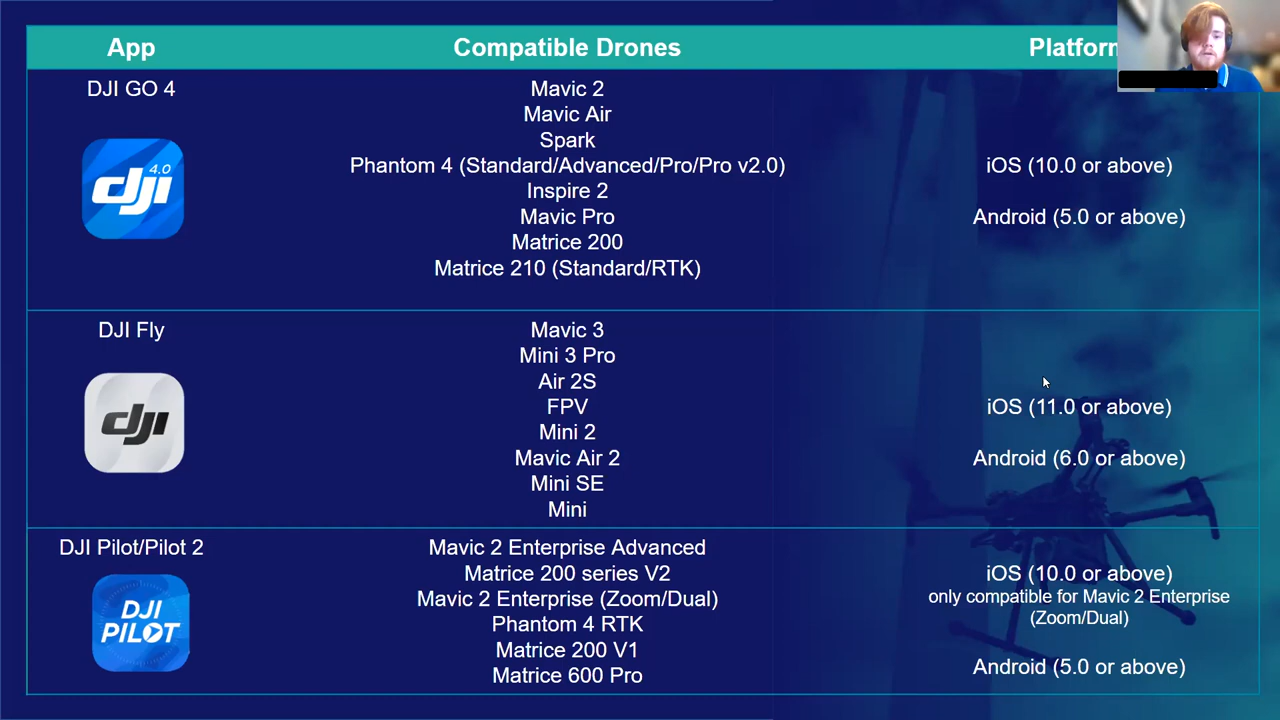 App
Compatible Drones
Platform
DJI GO 4
4.0
dji
Mavic 2
Mavic Air
Spark
Phantom 4 (Standard/Advanced/Pro/Pro v2.0)
Inspire 2
Mavic Pro
Matrice 200
Matrice 210 (Standard/RTK)
iOS (10.0 or above)
Android (5.0 or above)
DJI Fly
dji
Mavic 3
Mini 3 Pro
Air 2S
FPV
Mini 2
Mavic Air 2
Mini SE
Mini
iOS (11.0 or above)
Android (6.0 or above)
DJI Pilot/Pilot 2
DJI
PILOT
Mavic 2 Enterprise Advanced
Matrice 200 series V2
Mavic 2 Enterprise (Zoom/Dual)
Phantom 4 RTK
Matrice 200 V1
Matrice 600 Pro
iOS (10.0 or above)
only compatible for Mavic 2 Enterprise
(Zoom/Dual)
Android (5.0 or above)